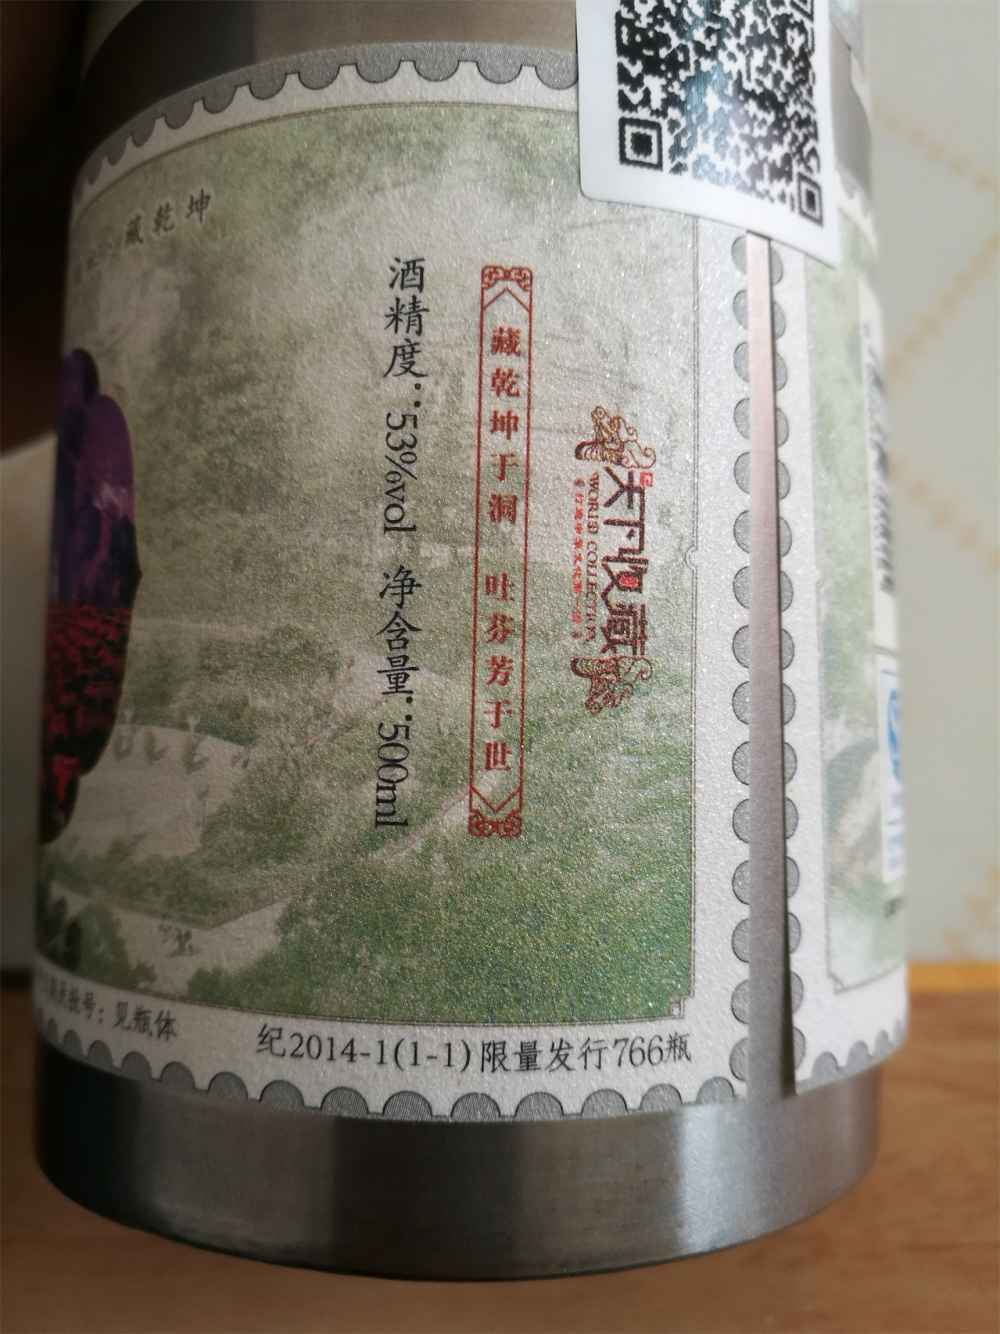 藏乾坤
酒精度：53%vol 净含量：500ml
藏乾坤于洞 吐芬芳于世
天下收藏
WORLD COLLECTION
批号：见瓶体
纪2014-1(1-1)限量发行766瓶